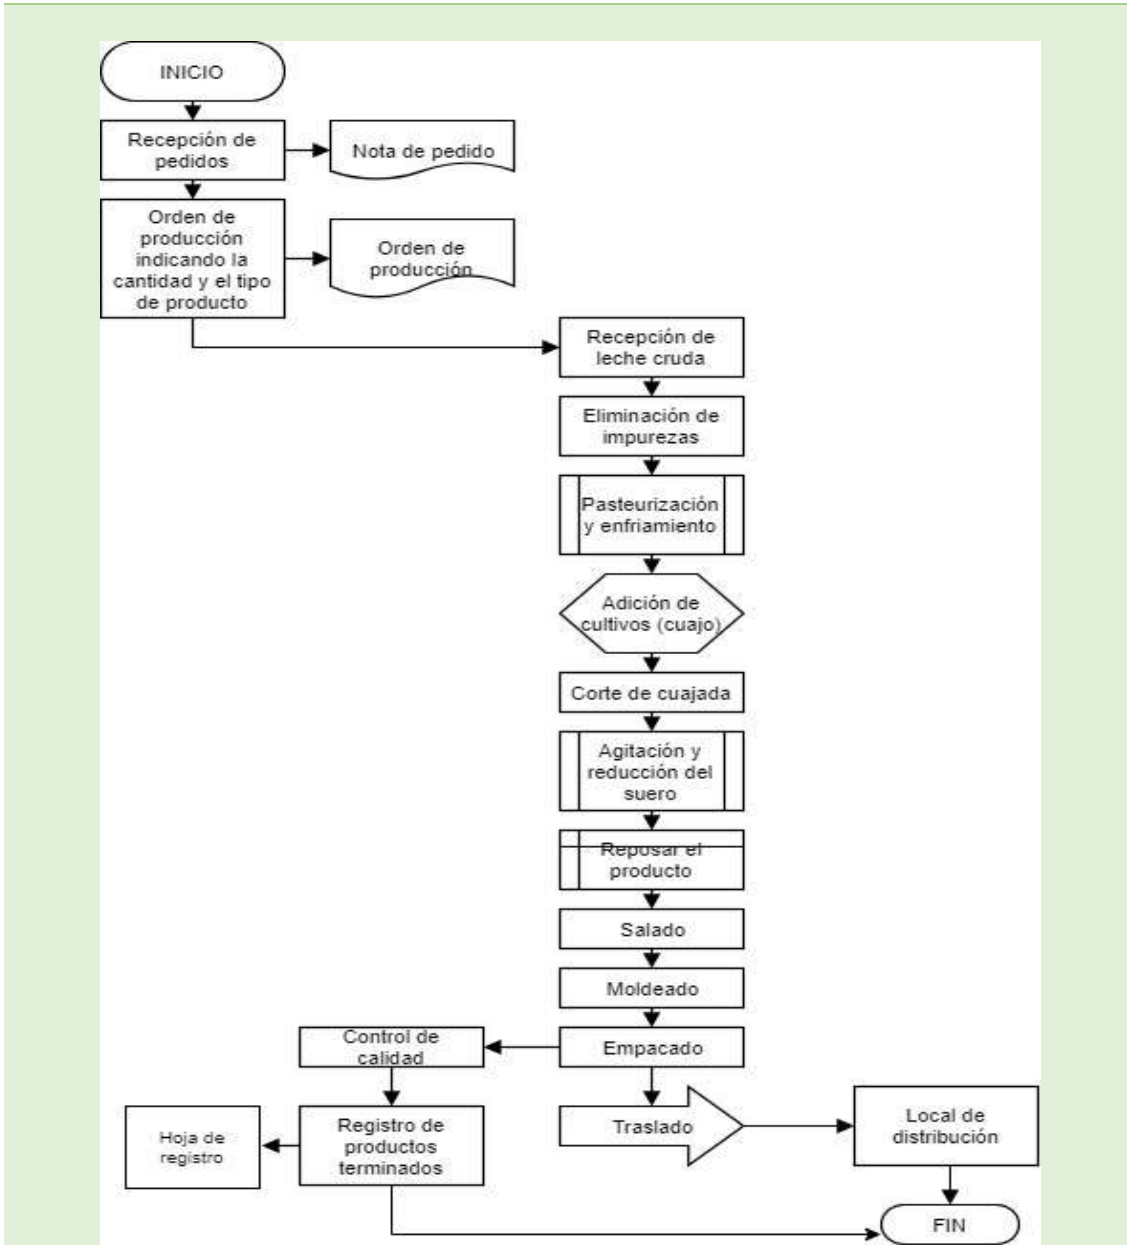 INICIO
Recepción de
pedidos
Nota de pedido
Orden de
producción
indicando la
cantidad y el tipo
de producto
Orden de
producción
Recepción de
leche cruda
Eliminación de
impurezas
Pasteurización
y enfriamiento
Adición de
cultivos (cuajo)
Corte de cuajada
Agitación y
reducción del
suero
Reposar el
producto
Salado
Moldeado
Empacado
Control de
calidad
Traslado
Local de
distribución
Registro de
productos
terminados
Hoja de
registro
FIN